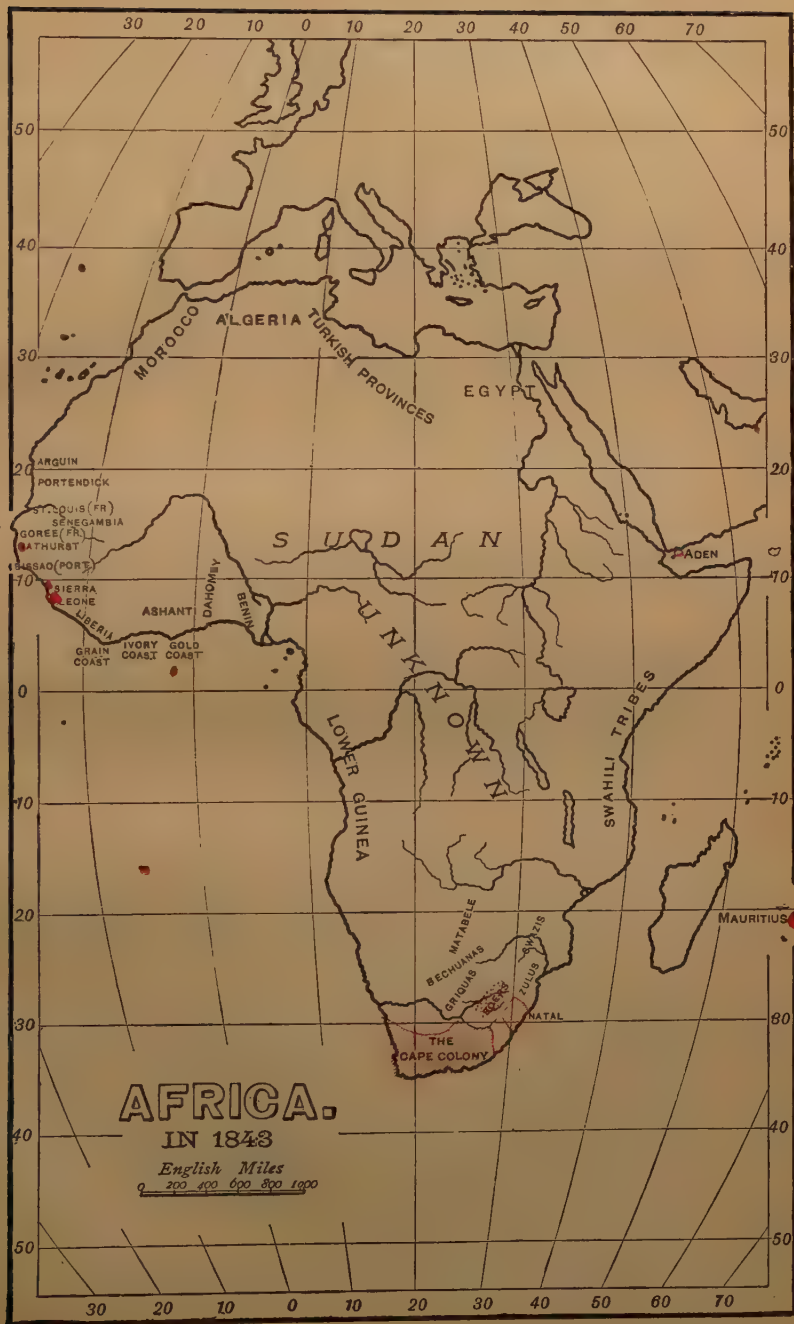 30 20 10 0 10 20 30 40 50 60 70
50 50
40 40
30 30
20 20
10 10
0 0
10 10
20 20
30 30
40 40
50 50
30 20 10 0 10 20 30 40 50 60 70
MOROCCO
ALGERIA
TURKISH PROVINCES
EGYPT
ARGUIN
PORTENDICK
ST. LOUIS (FR)
SENEGAMBIA
GOREE (FR.)
BATHURST
BISSAO (PORT)
SIERRA
LEONE
LIBERIA
GRAIN
COAST
IVORY
COAST
GOLD
COAST
ASHANTI
DAHOMEY
BENIN
SUDAN
ADEN
UNKNOWN
LOWER GUINEA
SWAHILI TRIBES
MAURITIUS
MATABELE
BECHUANAS
GRIQUAS
BOERS
SWAZIS
ZULUS
NATAL
THE
CAPE COLONY
AFRICA.
IN 1843
English Miles
0 200 400 600 800 1000